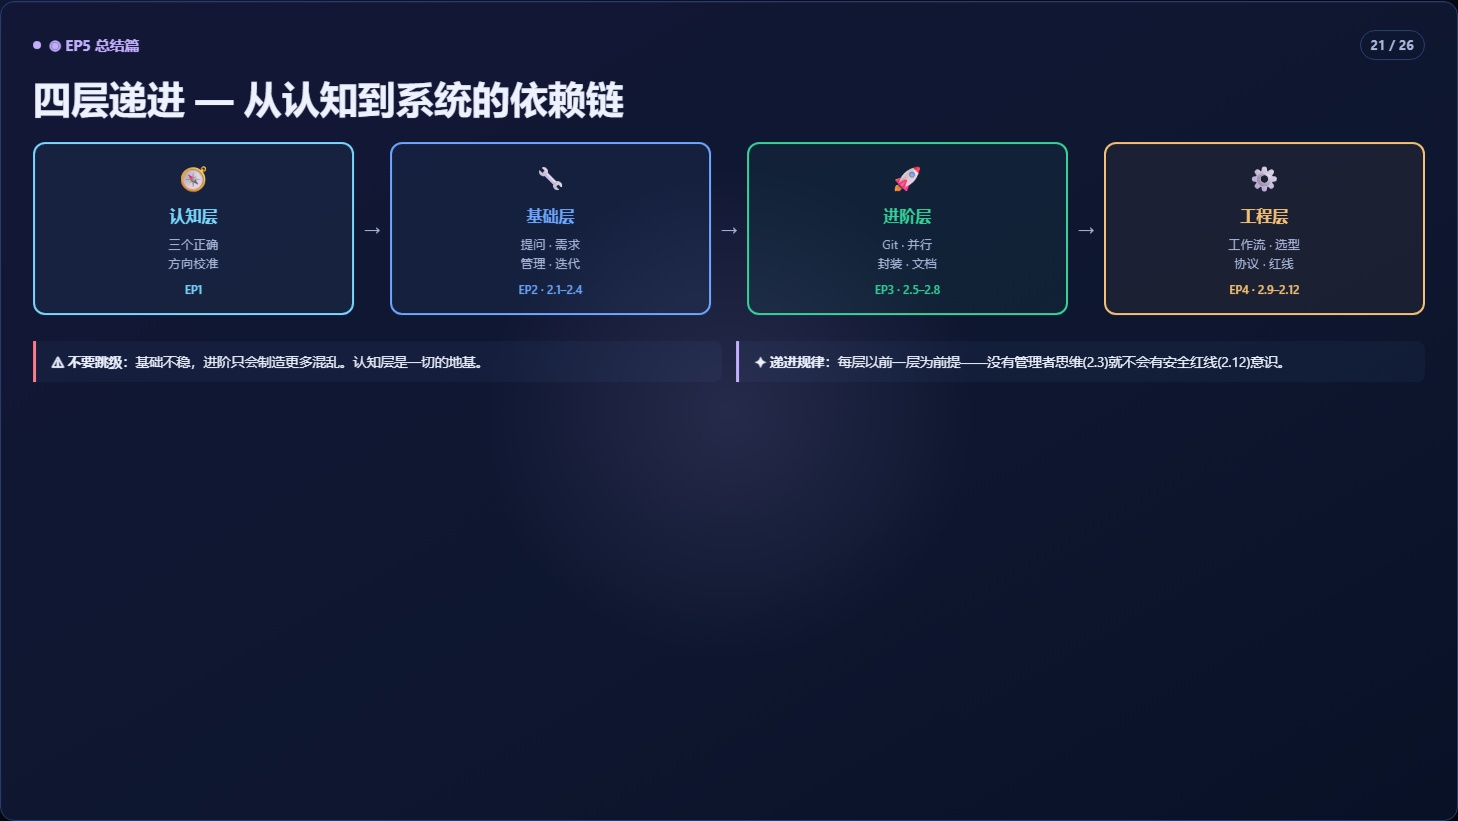 EP5 总结篇
21 / 26
四层递进 — 从认知到系统的依赖链
认知层
三个正确
方向校准
EP1
→
基础层
提问 · 需求
管理 · 迭代
EP2 · 2.1–2.4
→
进阶层
Git · 并行
封装 · 文档
EP3 · 2.5–2.8
→
工程层
工作流 · 选型
协议 · 红线
EP4 · 2.9–2.12
⚠ 不要跳级：基础不稳，进阶只会制造更多混乱。认知层是一切的地基。
✦ 递进规律：每层以前一层为前提——没有管理者思维(2.3)就不会有安全红线(2.12)意识。